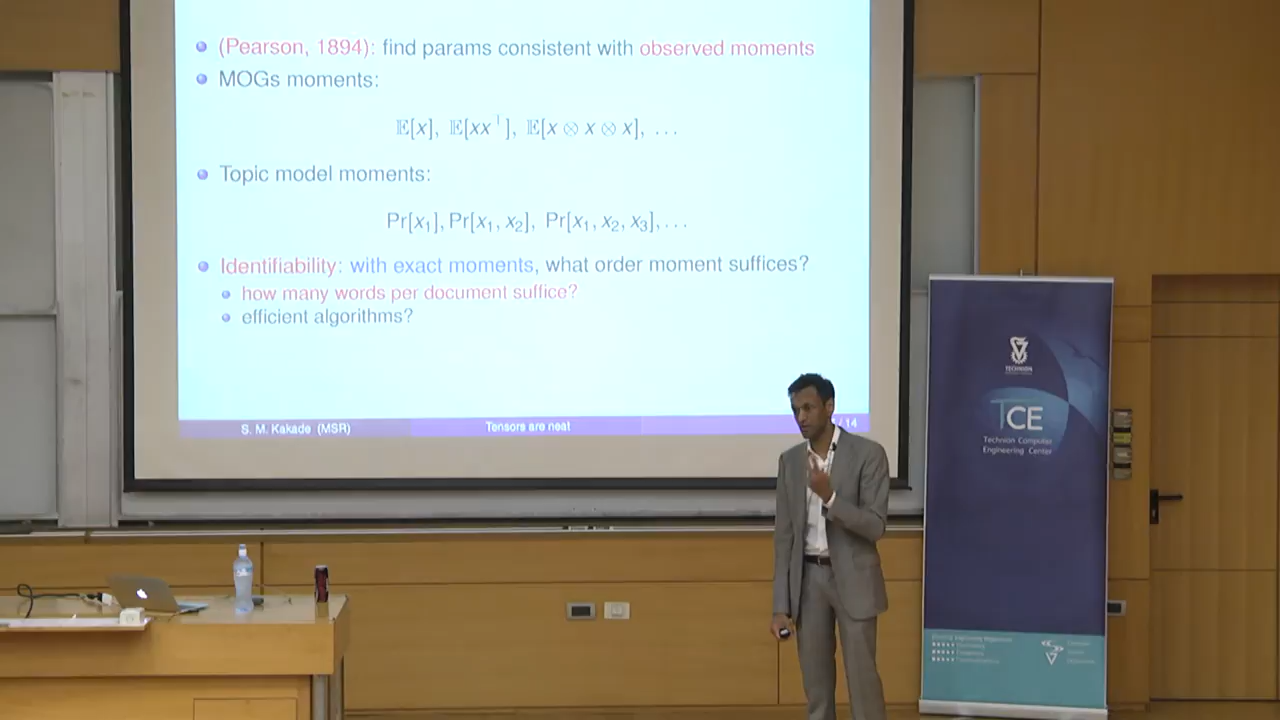 (Pearson, 1894): find params consistent with observed moments
MOGs moments:
𝔼[x], 𝔼[xx⊤], 𝔼[x ⊗ x ⊗ x], ...
Topic model moments:
Pr[x₁], Pr[x₁, x₂], Pr[x₁, x₂, x₃], ...
Identifiability: with exact moments, what order moment suffices?
how many words per document suffice?
efficient algorithms?
S. M. Kakade (MSR)
Tensors are neat
/ 14
TECHNION
TCE
Technion Computer
Engineering Center